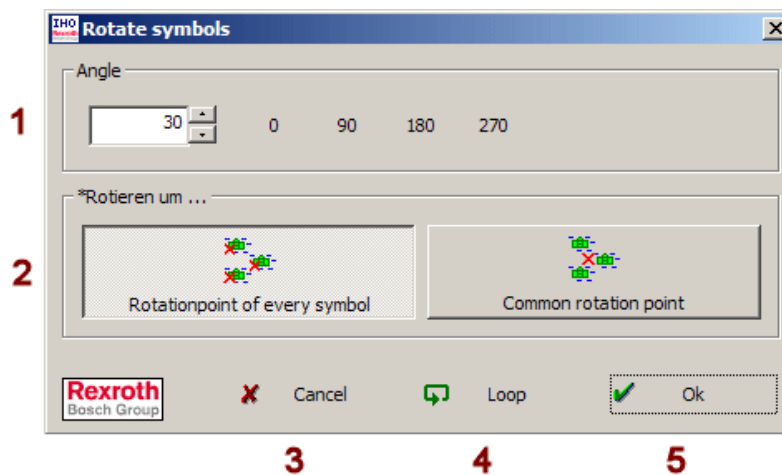 IHO
Rexroth
Rotate symbols
Angle
1
30 0 90 180 270
*Rotieren um ...
2
Rotationpoint of every symbol Common rotation point
Rexroth
Bosch Group
Cancel Loop Ok
3 4 5